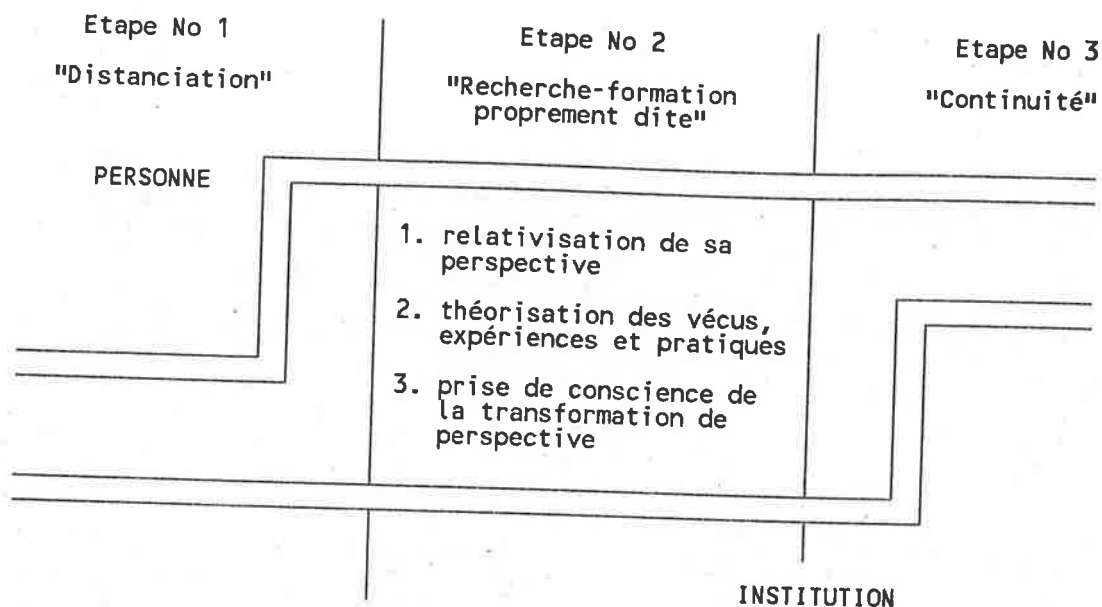 Etape No 1
"Distanciation"
PERSONNE
Etape No 2
"Recherche-formation
proprement dite"
1. relativisation de sa
perspective
2. théorisation des vécus,
expériences et pratiques
3. prise de conscience de
la transformation de
perspective
Etape No 3
"Continuité"
INSTITUTION